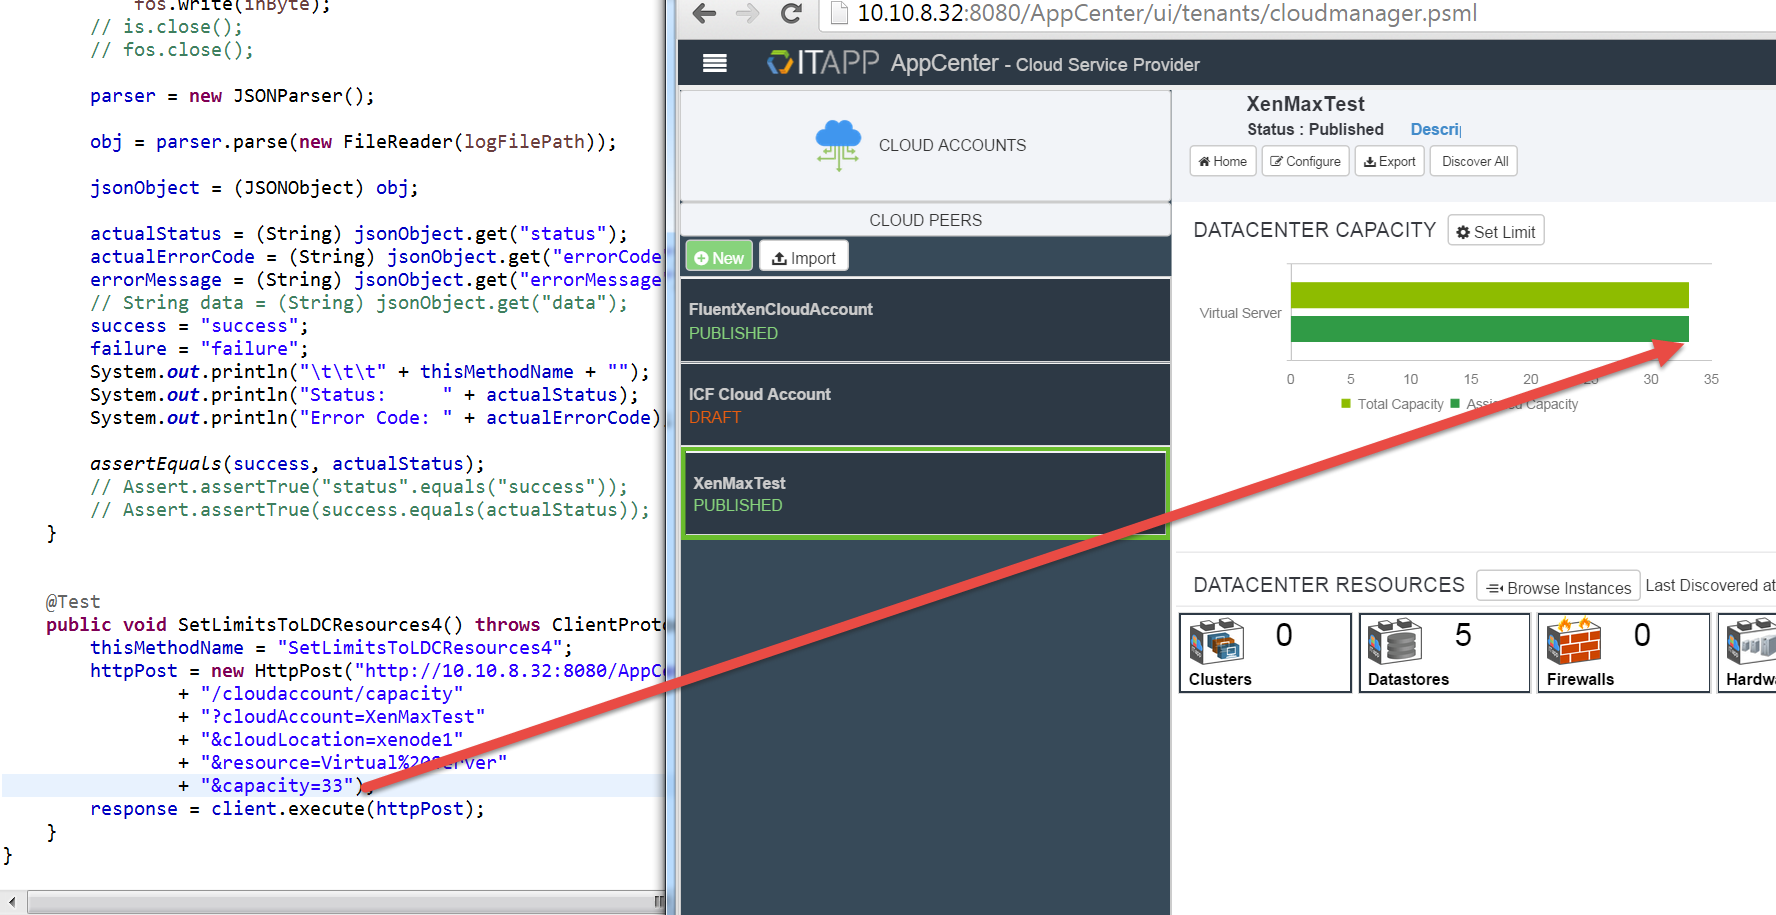 fos.write(inByte);
// is.close();
// fos.close();
parser = new JSONParser();
obj = parser.parse(new FileReader(logFilePath));
jsonObject = (JSONObject) obj;
actualStatus = (String) jsonObject.get("status");
actualErrorCode = (String) jsonObject.get("errorCode"
errorMessage = (String) jsonObject.get("errorMessage"
// String data = (String) jsonObject.get("data");
success = "success";
failure = "failure";
System.out.println("\t\t\t" + thisMethodName + "");
System.out.println("Status:     " + actualStatus);
System.out.println("Error Code: " + actualErrorCode)
assertEquals(success, actualStatus);
// Assert.assertTrue("status".equals("success"));
// Assert.assertTrue(success.equals(actualStatus));
}
@Test
public void SetLimitsToLDCResources4() throws ClientProto
thisMethodName = "SetLimitsToLDCResources4";
httpPost = new HttpPost("http://10.10.8.32:8080/AppCe
+ "/cloudaccount/capacity"
+ "?cloudAccount=XenMaxTest"
+ "&cloudLocation=xenode1"
+ "&resource=Virtual%20Server"
+ "&capacity=33");
response = client.execute(httpPost);
}
}
10.10.8.32:8080/AppCenter/ui/tenants/cloudmanager.psml
ITAPP AppCenter - Cloud Service Provider
CLOUD ACCOUNTS
CLOUD PEERS
New Import
FluentXenCloudAccount
PUBLISHED
ICF Cloud Account
DRAFT
XenMaxTest
PUBLISHED
XenMaxTest
Status : Published Descri
Home Configure Export Discover All
DATACENTER CAPACITY Set Limit
Virtual Server
0 5 10 15 20 25 30 35
Total Capacity Assigned Capacity
DATACENTER RESOURCES Browse Instances Last Discovered at
0 5 0
Clusters Datastores Firewalls Hardwa